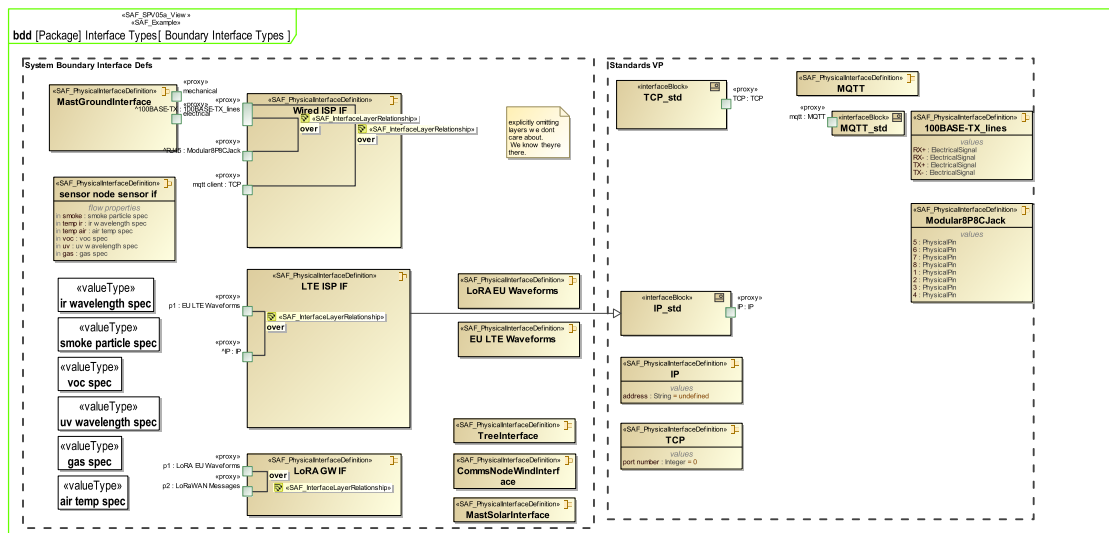 «SAF_SPV05a_View»
«SAF_Example»
bdd [Package] Interface Types[ Boundary Interface Types ]
System Boundary Interface Defs
«SAF_PhysicalInterfaceDefinition»
MastGroundInterface
«proxy»
mechanical
«proxy»
electrical
«SAF_PhysicalInterfaceDefinition»
Wired ISP IF
«proxy»
^100BASE-TX : 100BASE-TX_lines
«proxy»
^RJ45 : Modular8P8CJack
«proxy»
mqtt client : TCP
«SAF_InterfaceLayerRelationship»
over
«SAF_InterfaceLayerRelationship»
over
explicitly omitting
layers we dont
care about.
We know theyre
there.
«SAF_PhysicalInterfaceDefinition»
sensor node sensor if
flow properties
in smoke : smoke particle spec
in temp ir : ir wavelength spec
in temp air : air temp spec
in voc : voc spec
in uv : uv wavelength spec
in gas : gas spec
«valueType»
ir wavelength spec
«valueType»
smoke particle spec
«valueType»
voc spec
«valueType»
uv wavelength spec
«valueType»
gas spec
«valueType»
air temp spec
«SAF_PhysicalInterfaceDefinition»
LTE ISP IF
«proxy»
p1 : EU LTE Waveforms
«proxy»
^IP : IP
«SAF_InterfaceLayerRelationship»
over
«SAF_PhysicalInterfaceDefinition»
LoRA EU Waveforms
«SAF_PhysicalInterfaceDefinition»
EU LTE Waveforms
«SAF_PhysicalInterfaceDefinition»
LoRA GW IF
«proxy»
p1 : LoRA EU Waveforms
«proxy»
p2 : LoRaWAN Messages
over
«SAF_InterfaceLayerRelationship»
«SAF_PhysicalInterfaceDefinition»
TreeInterface
«SAF_PhysicalInterfaceDefinition»
CommsNodeWindInterf
ace
«SAF_PhysicalInterfaceDefinition»
MastSolarInterface
Standards VP
«interfaceBlock»
TCP_std
«proxy»
TCP : TCP
«SAF_PhysicalInterfaceDefinition»
MQTT
«proxy»
mqtt : MQTT
«interfaceBlock»
MQTT_std
«SAF_PhysicalInterfaceDefinition»
100BASE-TX_lines
values
RX+ : ElectricalSignal
RX- : ElectricalSignal
TX+ : ElectricalSignal
TX- : ElectricalSignal
«SAF_PhysicalInterfaceDefinition»
Modular8P8CJack
values
5 : PhysicalPin
6 : PhysicalPin
7 : PhysicalPin
8 : PhysicalPin
1 : PhysicalPin
2 : PhysicalPin
3 : PhysicalPin
4 : PhysicalPin
«interfaceBlock»
IP_std
«proxy»
IP : IP
«SAF_PhysicalInterfaceDefinition»
IP
values
address : String = undefined
«SAF_PhysicalInterfaceDefinition»
TCP
values
port number : Integer = 0